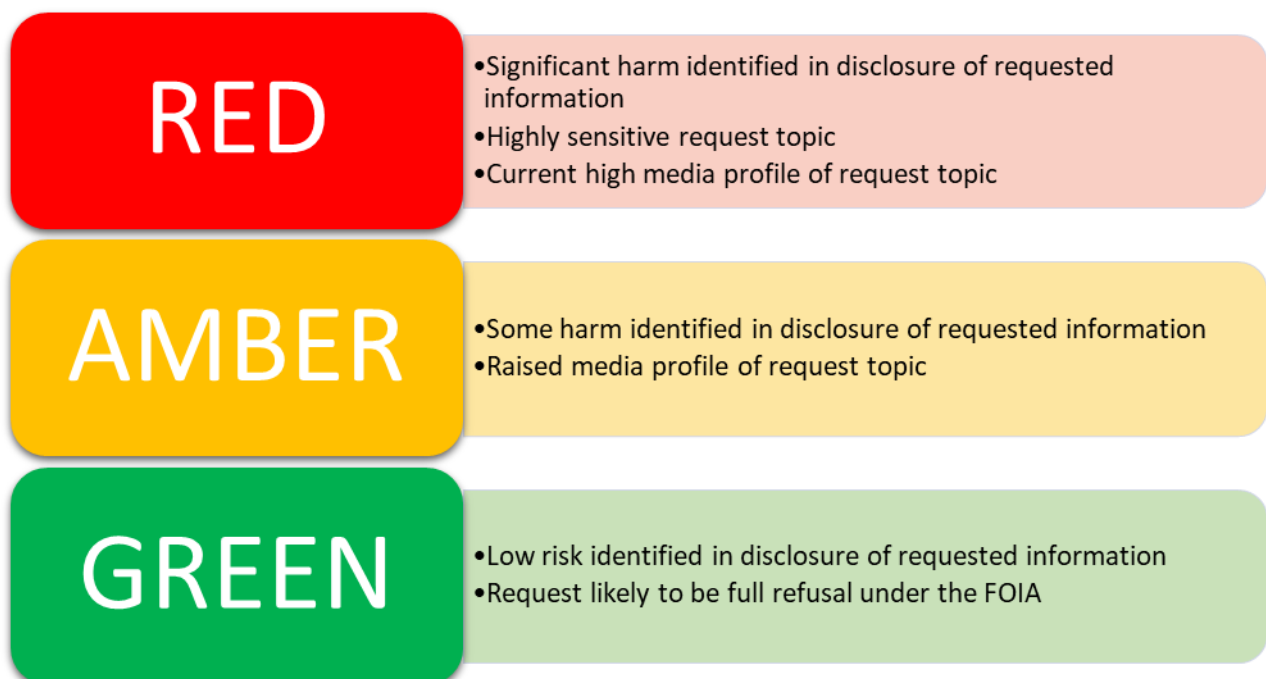 RED
•Significant harm identified in disclosure of requested
information
•Highly sensitive request topic
•Current high media profile of request topic
AMBER
•Some harm identified in disclosure of requested information
•Raised media profile of request topic
GREEN
•Low risk identified in disclosure of requested information
•Request likely to be full refusal under the FOIA